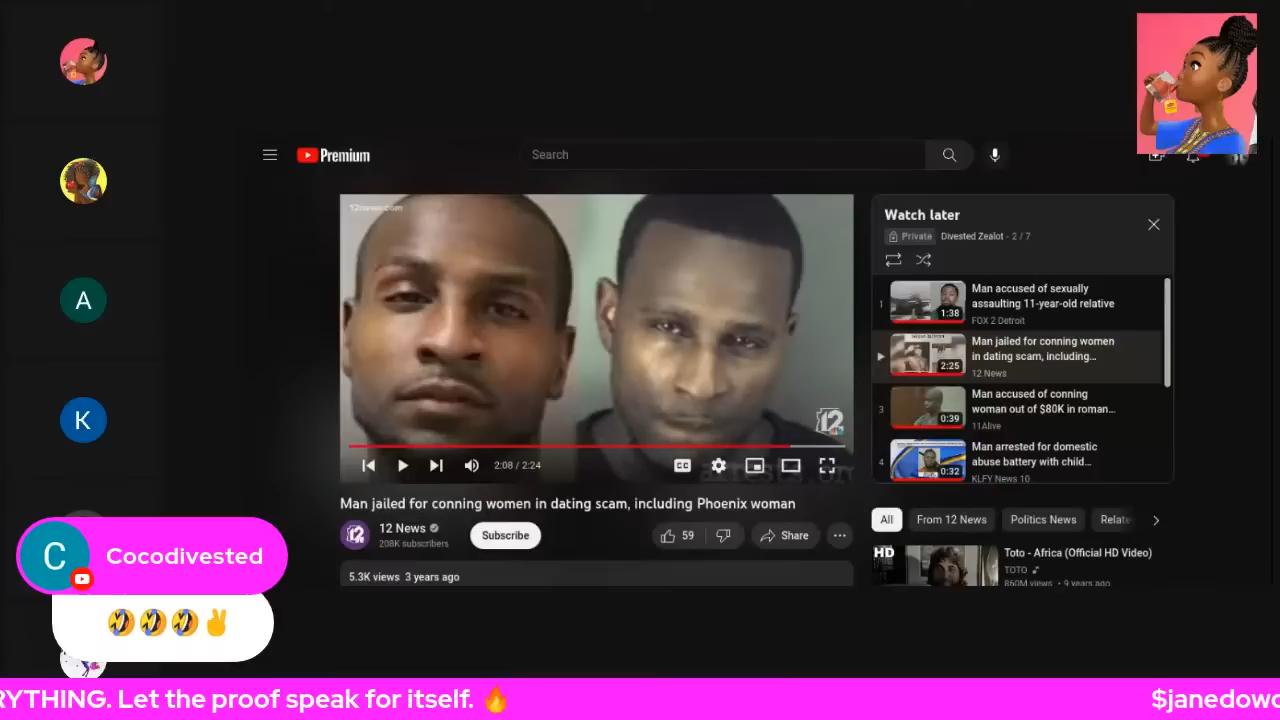 Premium
Search
12news.com
12
2:08 / 2:24
CC
Man jailed for conning women in dating scam, including Phoenix woman
12 News
208K subscribers
Subscribe
59
Share
5.3K views 3 years ago
Watch later
Private
Divested Zealot - 2 / 7
1
1:38
Man accused of sexually
assaulting 11-year-old relative
FOX 2 Detroit
2:25
Man jailed for conning women
in dating scam, including...
12 News
3
0:39
Man accused of conning
woman out of $80K in roman...
11Alive
4
0:32
Man arrested for domestic
abuse battery with child...
KLFY News 10
All
From 12 News
Politics News
Relate
HD
Toto - Africa (Official HD Video)
TOTO
860M views • 9 years ago
A
K
C
Cocodivested
🤣🤣🤣✌️
RYTHING. Let the proof speak for itself. 🔥
$janedowo